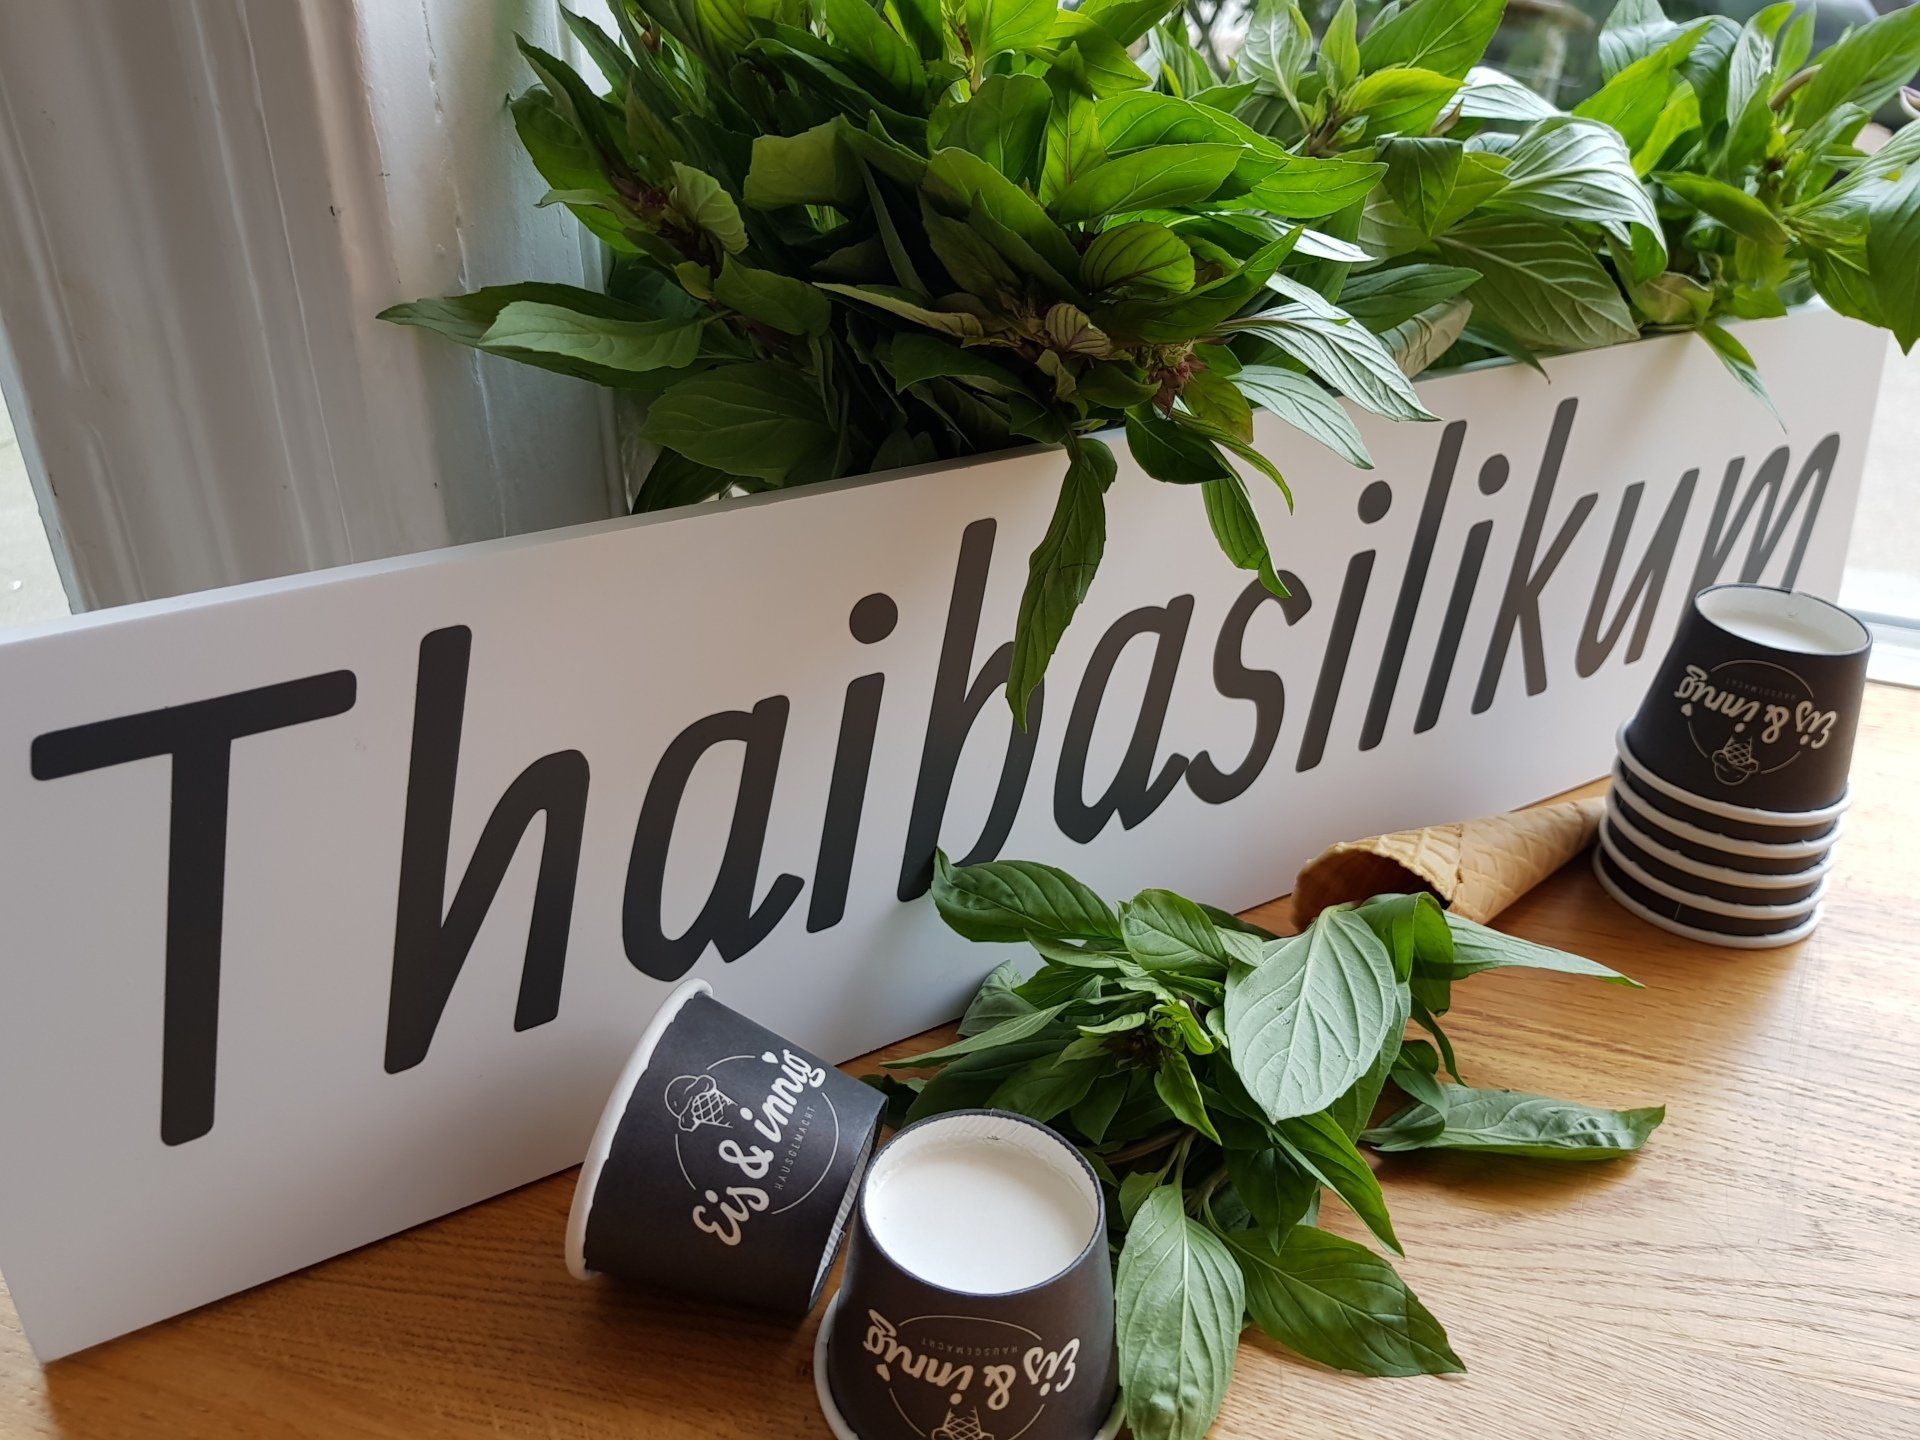 Thaibasilikum
Eis & innig
HAUSGEMACHT
Eis & innig
HAUSGEMACHT
Eis & innig
HAUSGEMACHT